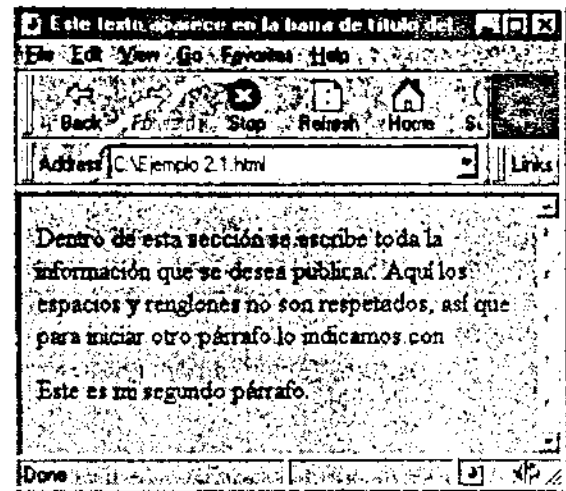 Este texto aparece en la barra de título del
File Edit View Go Favorites Help
Back Forward Stop Refresh Home
Address C:\Ejemplo 2.1.html Links
Dentro de esta sección se escribe toda la
información que se desea publicar. Aquí los
espacios y renglones no son respetados, así que
para iniciar otro párrafo lo indicamos con
Este es mi segundo párrafo.
Done